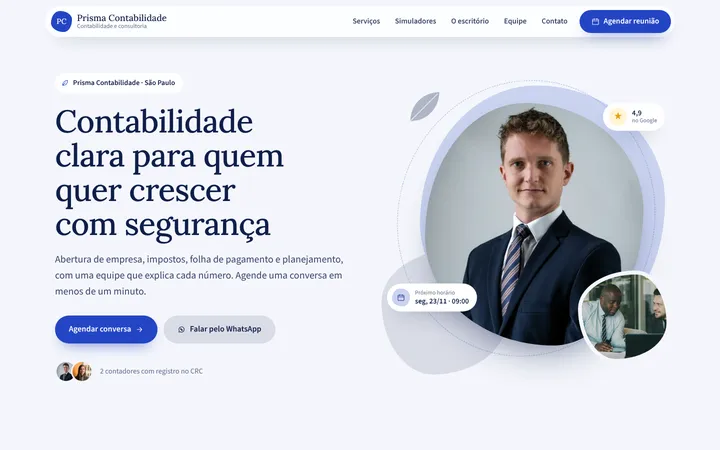 PC
Prisma Contabilidade
Contabilidade e consultoria
Serviços
Simuladores
O escritório
Equipe
Contato
Agendar reunião
Prisma Contabilidade · São Paulo
Contabilidade
clara para quem
quer crescer
com segurança
Abertura de empresa, impostos, folha de pagamento e planejamento,
com uma equipe que explica cada número. Agende uma conversa em
menos de um minuto.
Agendar conversa →
Falar pelo WhatsApp
2 contadores com registro no CRC
4,9
no Google
Próximo horário
seg, 23/11 · 09:00